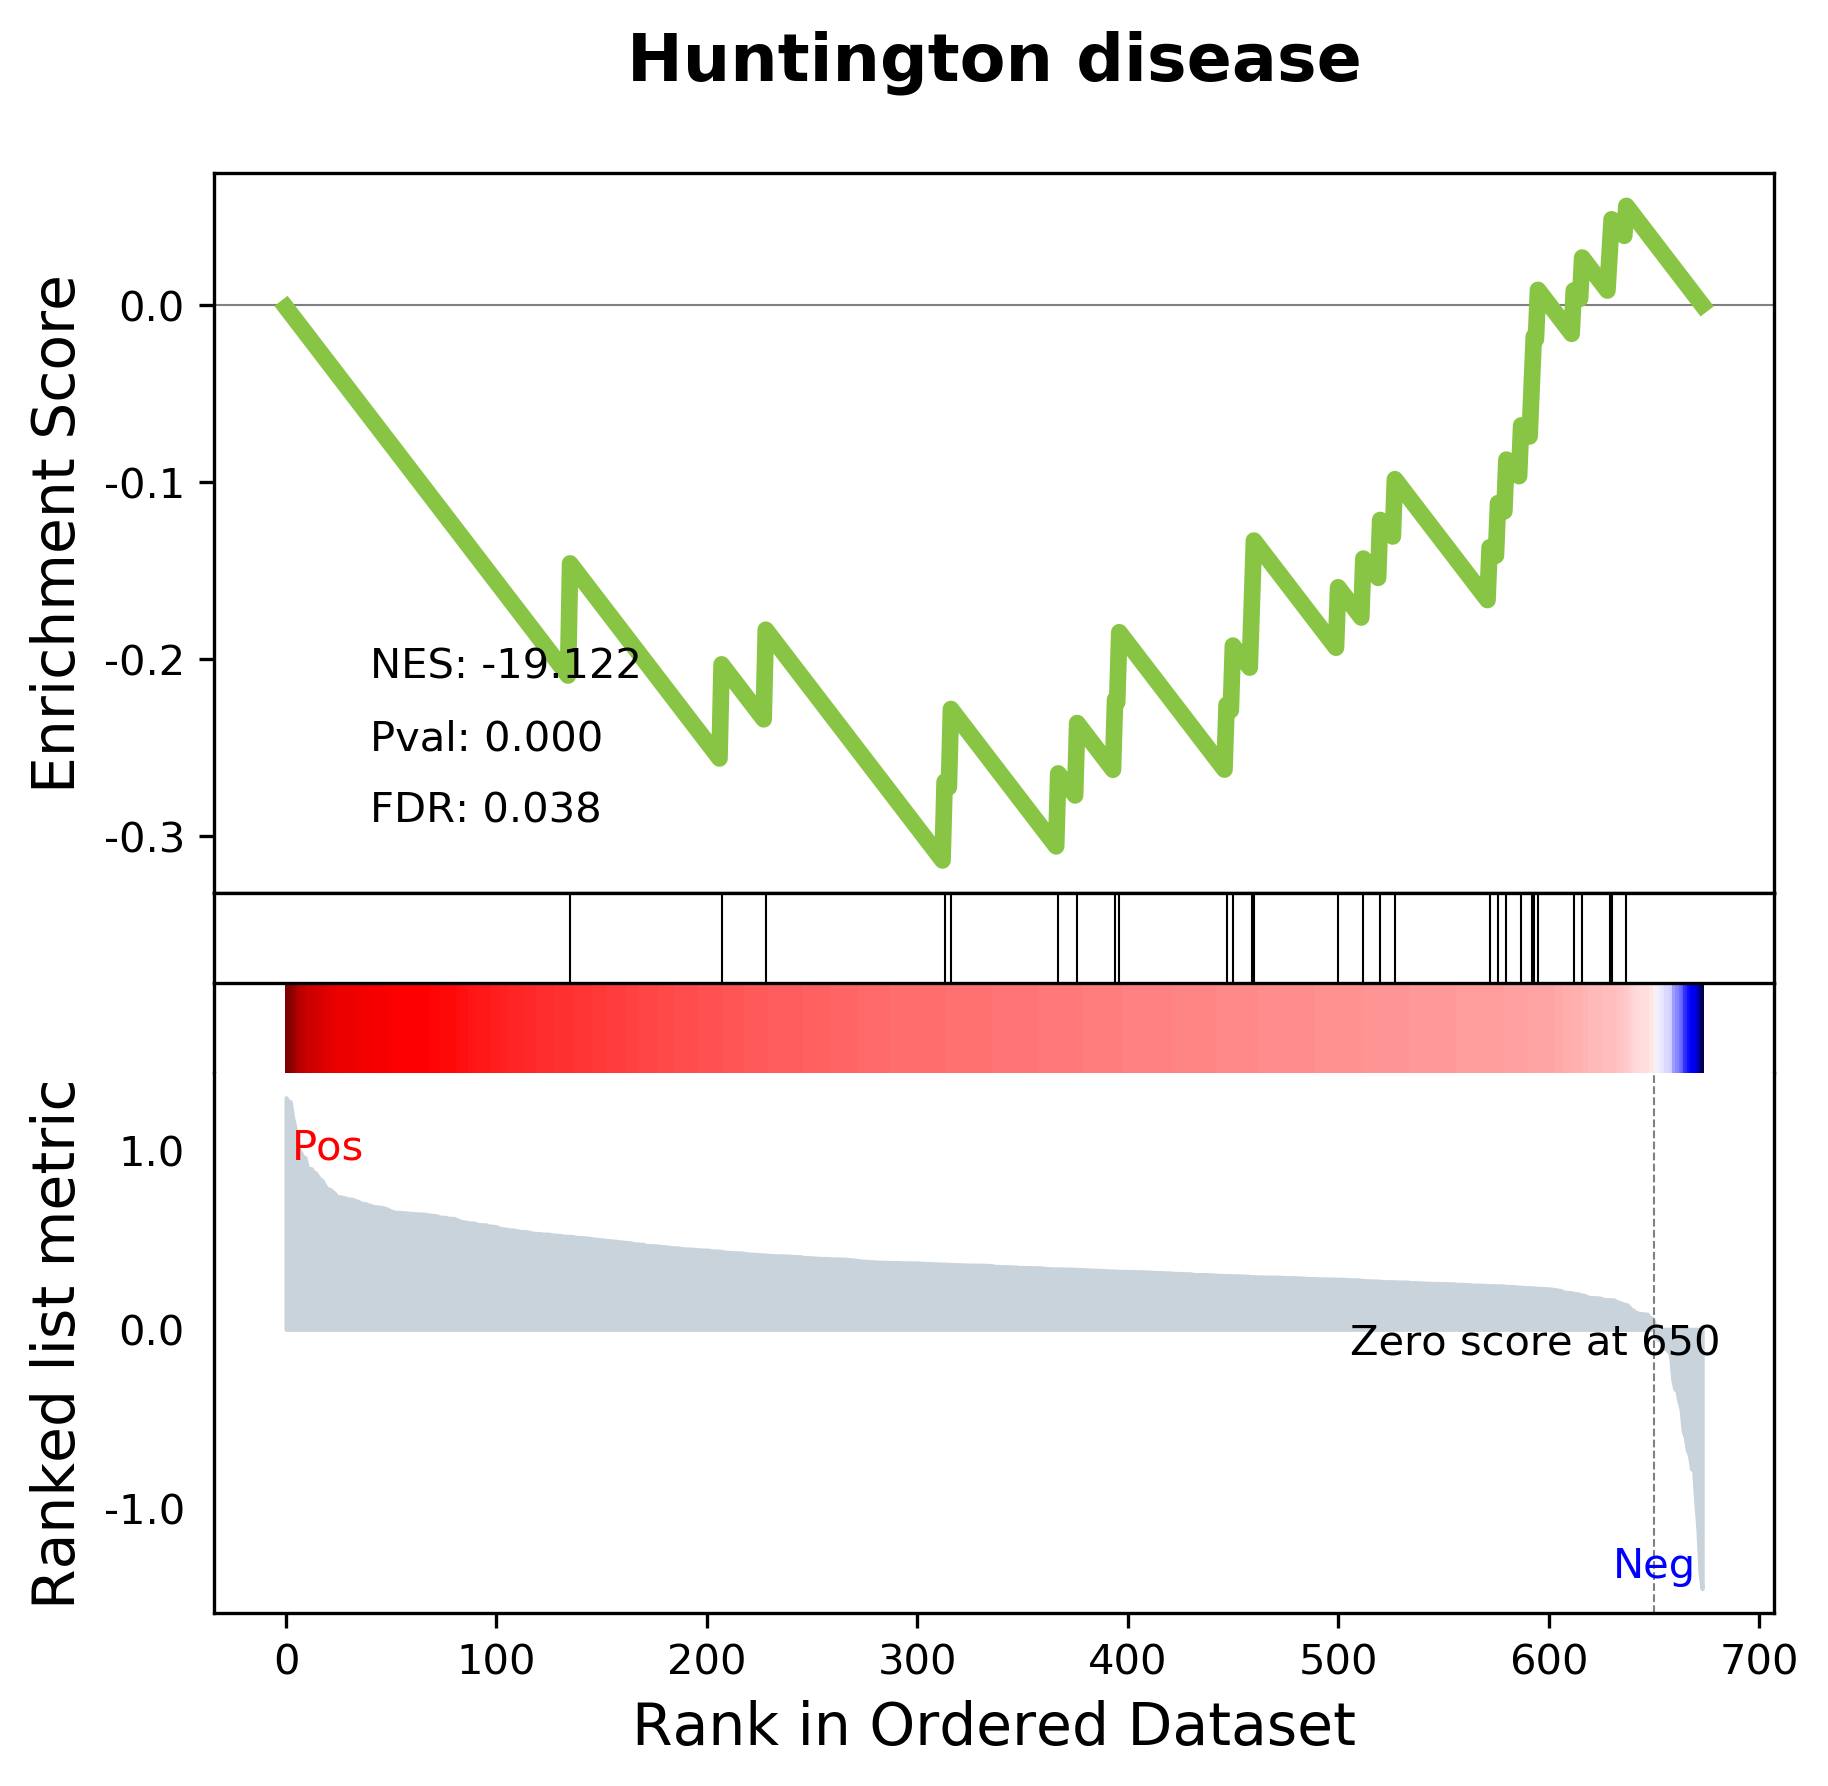 Huntington disease
Enrichment Score
0.0
-0.1
-0.2
-0.3
NES: -19.122
Pval: 0.000
FDR: 0.038
Ranked list metric
1.0
0.0
-1.0
Pos
Zero score at 650
Neg
0 100 200 300 400 500 600 700
Rank in Ordered Dataset